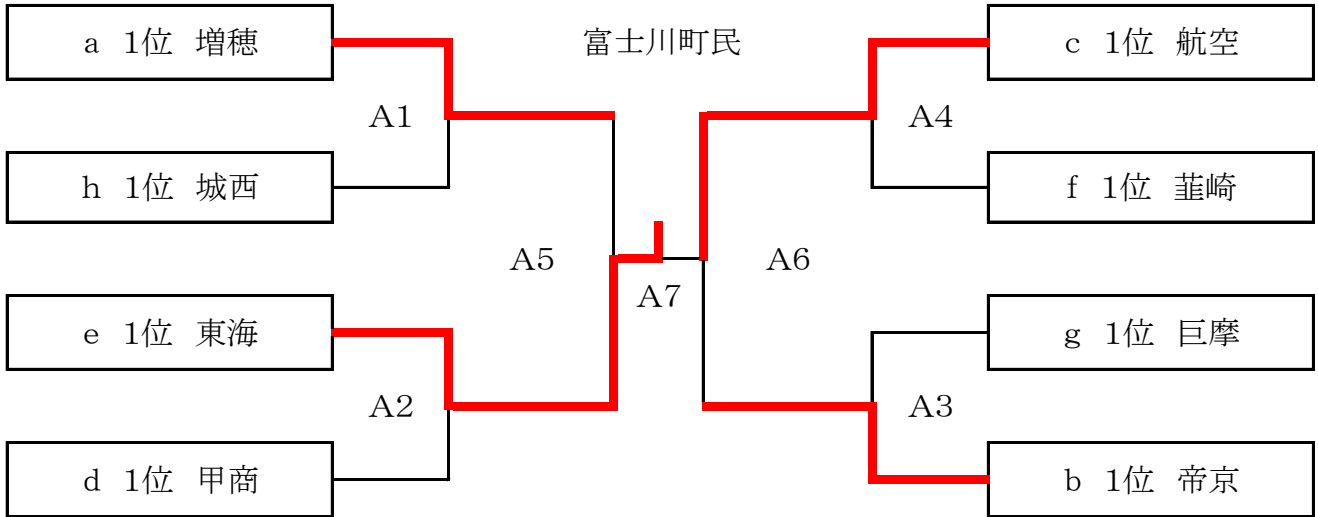 a 1位 増穂
富士川町民
c 1位 航空
A1
A4
h 1位 城西
f 1位 韮崎
A5
A6
A7
e 1位 東海
g 1位 巨摩
A2
A3
d 1位 甲商
b 1位 帝京